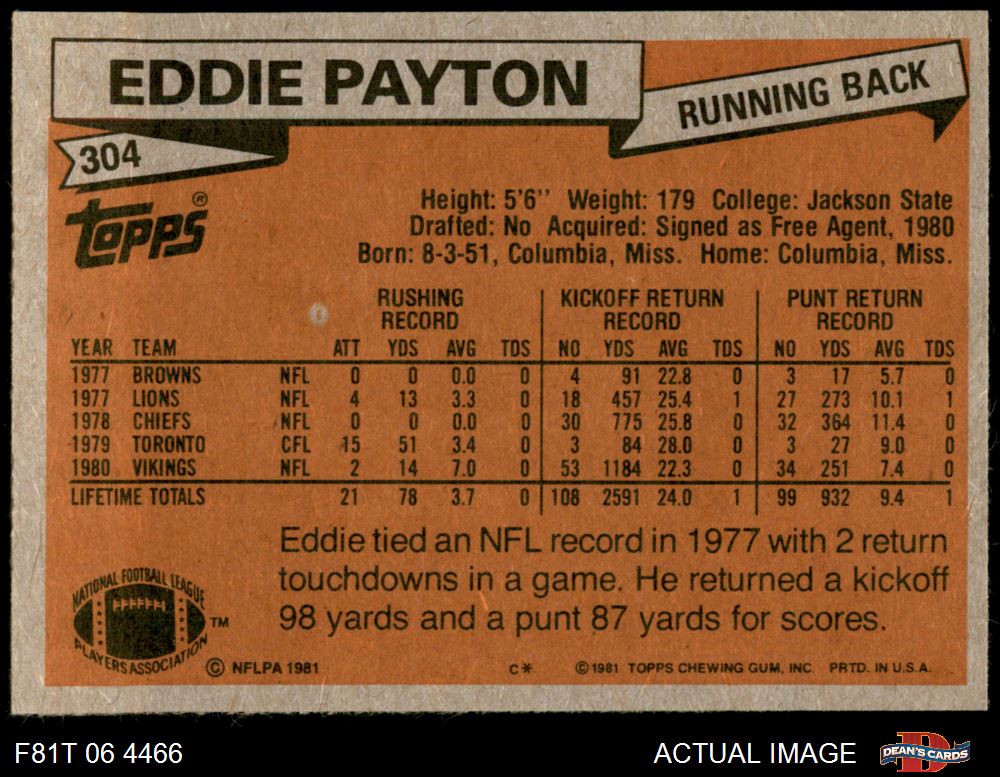 EDDIE PAYTON
RUNNING BACK
304
TOPPS®
Height: 5'6'' Weight: 179 College: Jackson State
Drafted: No Acquired: Signed as Free Agent, 1980
Born: 8-3-51, Columbia, Miss. Home: Columbia, Miss.
RUSHING RECORD KICKOFF RETURN RECORD PUNT RETURN RECORD
YEAR TEAM ATT YDS AVG TDS NO YDS AVG TDS NO YDS AVG TDS
1977 BROWNS NFL 0 0 0.0 0 4 91 22.8 0 3 17 5.7 0
1977 LIONS NFL 4 13 3.3 0 18 457 25.4 1 27 273 10.1 1
1978 CHIEFS NFL 0 0 0.0 0 30 775 25.8 0 32 364 11.4 0
1979 TORONTO CFL 15 51 3.4 0 3 84 28.0 0 3 27 9.0 0
1980 VIKINGS NFL 2 14 7.0 0 53 1184 22.3 0 34 251 7.4 0
LIFETIME TOTALS 21 78 3.7 0 108 2591 24.0 1 99 932 9.4 1
Eddie tied an NFL record in 1977 with 2 return
touchdowns in a game. He returned a kickoff
98 yards and a punt 87 yards for scores.
NATIONAL FOOTBALL LEAGUE
PLAYERS ASSOCIATION
TM
© NFLPA 1981 C* © 1981 TOPPS CHEWING GUM, INC. PRTD. IN U.S.A.
F81T 06 4466 ACTUAL IMAGE
D
DEAN'S CARDS